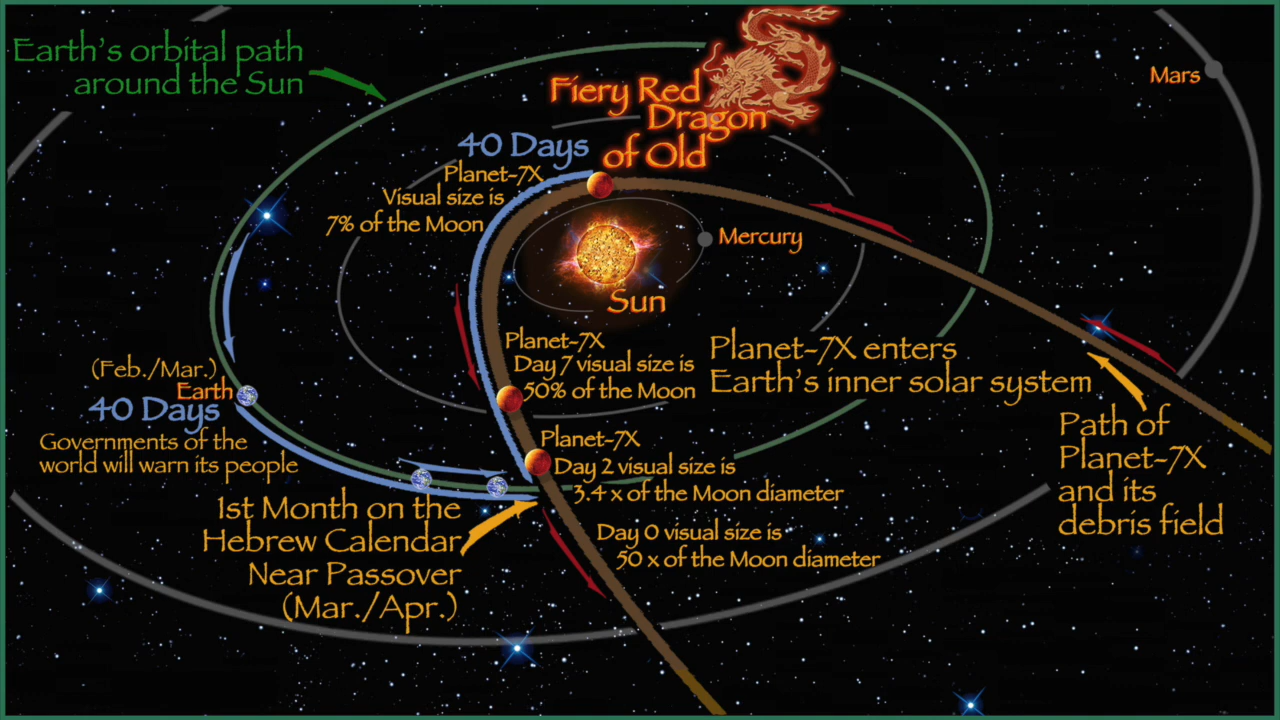 Earth's orbital path
around the Sun
Mars
Fiery Red
Dragon
of Old
40 Days
Planet-7X
Visual size is
7% of the Moon
Mercury
Sun
Planet-7X
Day 7 visual size is
50% of the Moon
Planet-7X enters
Earth's inner solar system
(Feb./Mar.)
Earth
40 Days
Governments of the
world will warn its people
Planet-7X
Day 2 visual size is
3.4 x of the Moon diameter
Path of
Planet-7X
and its
debris field
1st Month on the
Hebrew Calendar
Near Passover
(Mar./Apr.)
Day 0 visual size is
50 x of the Moon diameter